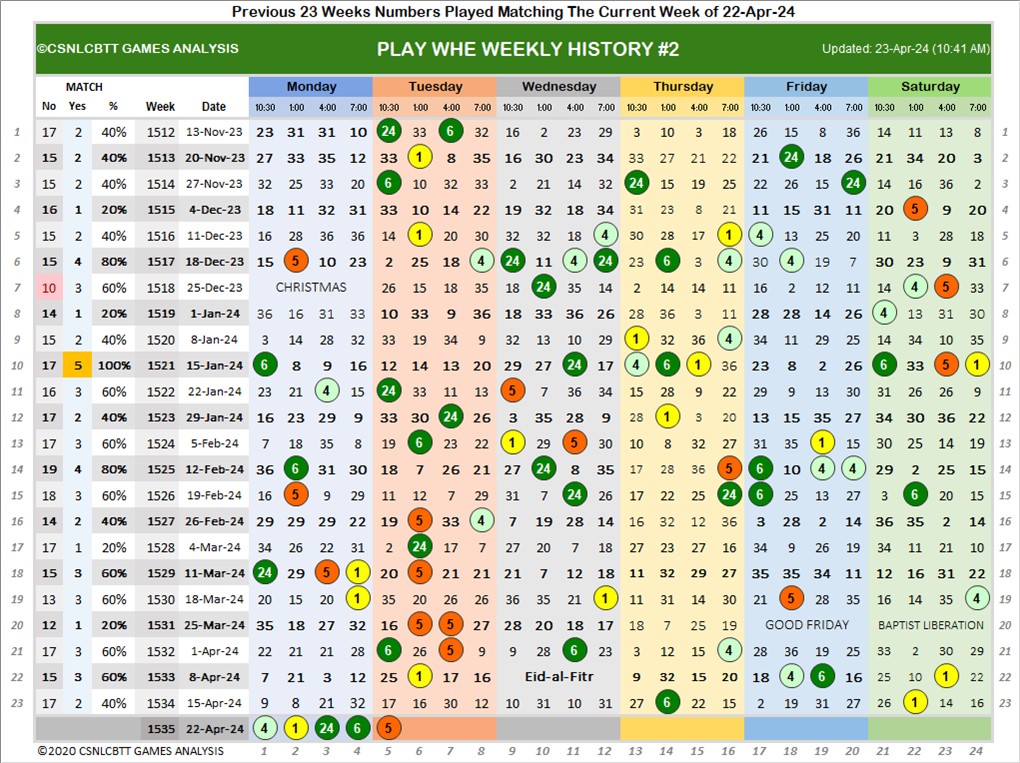 Previous 23 Weeks Numbers Played Matching The Current Week of 22-Apr-24
©CSNLCBTT GAMES ANALYSIS PLAY WHE WEEKLY HISTORY #2 Updated: 23-Apr-24 (10:41 AM)
MATCH Monday Tuesday Wednesday Thursday Friday Saturday
No Yes % Week Date 10:30 1:00 4:00 7:00 10:30 1:00 4:00 7:00 10:30 1:00 4:00 7:00 10:30 1:00 4:00 7:00 10:30 1:00 4:00 7:00 10:30 1:00 4:00 7:00
1 17 2 40% 1512 13-Nov-23 23 31 31 10 24 33 6 32 16 2 23 29 3 10 3 18 26 15 8 36 14 11 13 8 1
2 15 2 40% 1513 20-Nov-23 27 33 35 12 33 1 8 35 16 30 23 34 33 27 21 22 21 24 18 26 21 34 20 3 2
3 15 2 40% 1514 27-Nov-23 32 25 33 20 6 10 32 33 2 21 14 32 24 15 19 25 22 26 15 24 14 16 36 2 3
4 16 1 20% 1515 4-Dec-23 18 11 32 31 33 10 14 22 19 32 18 34 31 23 8 21 11 15 31 11 20 5 9 20 4
5 15 2 40% 1516 11-Dec-23 16 28 36 36 14 1 20 30 32 32 18 4 30 28 17 1 4 13 25 20 11 3 28 18 5
6 15 4 80% 1517 18-Dec-23 15 5 10 23 2 25 18 4 24 11 4 24 23 6 3 4 30 4 19 7 30 23 9 31 6
7 10 3 60% 1518 25-Dec-23 CHRISTMAS 26 15 18 35 18 24 35 14 2 14 14 11 16 2 12 11 14 4 5 33 7
8 14 1 20% 1519 1-Jan-24 36 16 31 33 10 33 9 36 18 33 36 26 28 36 3 11 28 28 14 26 4 13 31 30 8
9 15 2 40% 1520 8-Jan-24 3 14 28 32 33 19 34 9 32 13 10 29 1 32 36 4 34 11 29 25 14 34 10 35 9
10 17 5 100% 1521 15-Jan-24 6 8 9 16 12 14 13 20 29 27 24 17 4 6 1 36 23 8 2 26 6 33 5 1 10
11 16 3 60% 1522 22-Jan-24 23 21 4 15 24 33 11 13 5 7 36 34 15 28 9 22 29 9 13 30 31 26 26 9 11
12 17 2 40% 1523 29-Jan-24 16 23 29 9 33 30 24 26 3 35 28 9 28 1 3 20 13 15 35 27 34 30 36 22 12
13 17 3 60% 1524 5-Feb-24 7 18 35 8 19 6 23 22 1 29 5 30 10 8 32 27 31 35 1 15 30 25 14 19 13
14 19 4 80% 1525 12-Feb-24 36 6 31 30 18 7 26 21 27 24 8 35 17 28 36 5 6 10 4 4 29 2 25 15 14
15 18 3 60% 1526 19-Feb-24 16 5 9 29 11 12 7 29 31 7 24 26 17 22 25 24 6 25 13 27 3 6 20 15 15
16 14 2 40% 1527 26-Feb-24 29 29 29 22 19 5 33 4 7 19 28 14 16 32 12 36 3 28 2 14 36 35 2 14 16
17 17 1 20% 1528 4-Mar-24 34 26 22 31 2 24 17 7 27 20 7 18 27 23 27 16 34 9 26 19 34 11 21 10 17
18 15 3 60% 1529 11-Mar-24 24 29 5 1 20 5 21 21 21 7 12 18 11 32 29 27 35 35 34 11 12 16 31 22 18
19 13 3 60% 1530 18-Mar-24 20 15 20 1 35 20 26 26 36 35 21 1 11 31 14 30 21 5 28 35 16 14 35 4 19
20 12 1 20% 1531 25-Mar-24 35 18 27 32 16 5 5 27 28 20 18 17 18 7 25 19 GOOD FRIDAY BAPTIST LIBERATION 20
21 17 3 60% 1532 1-Apr-24 22 21 21 28 6 26 5 9 9 28 6 23 3 12 15 4 28 36 19 25 33 2 30 29 21
22 15 3 60% 1533 8-Apr-24 7 21 3 12 25 1 17 16 Eid-al-Fitr 9 32 15 20 18 4 6 16 25 10 1 22 22
23 17 2 40% 1534 15-Apr-24 9 8 21 32 17 16 30 12 10 31 10 31 27 6 22 15 2 19 31 27 26 1 14 16 23
1535 22-Apr-24 4 1 24 6 5
©2020 CSNLCBTT GAMES ANALYSIS 1 2 3 4 5 6 7 8 9 10 11 12 13 14 15 16 17 18 19 20 21 22 23 24